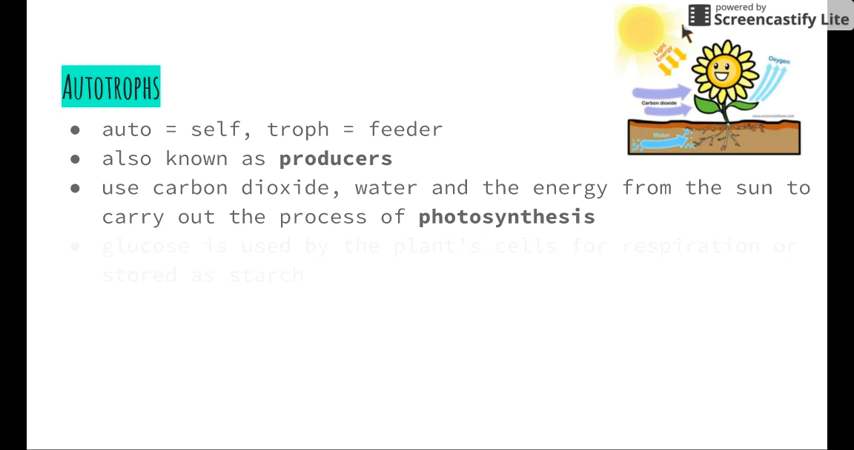 powered by
Screencastify Lite
Light
Energy
Oxygen
Carbon dioxide
Water
AUTOTROPHS
● auto = self, troph = feeder
● also known as producers
● use carbon dioxide, water and the energy from the sun to
carry out the process of photosynthesis
● glucose is used by the plant's cells for respiration or
stored as starch